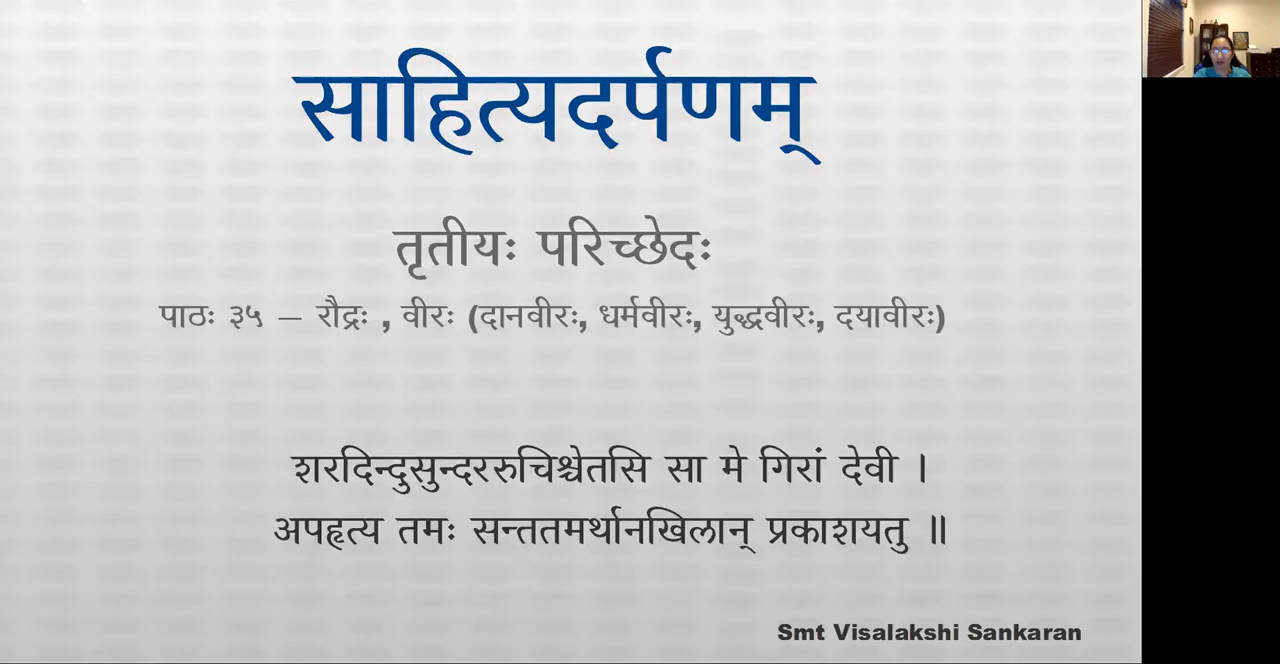 साहित्यदर्पणम्
तृतीयः परिच्छेदः
पाठः ३५ – रौद्रः , वीरः (दानवीरः, धर्मवीरः, युद्धवीरः, दयावीरः)
शरदिन्दुसुन्दररुचिश्चेतसि सा मे गिरां देवी ।
अपहृत्य तमः सन्ततमर्थानखिलान् प्रकाशयतु ॥
Smt Visalakshi Sankaran